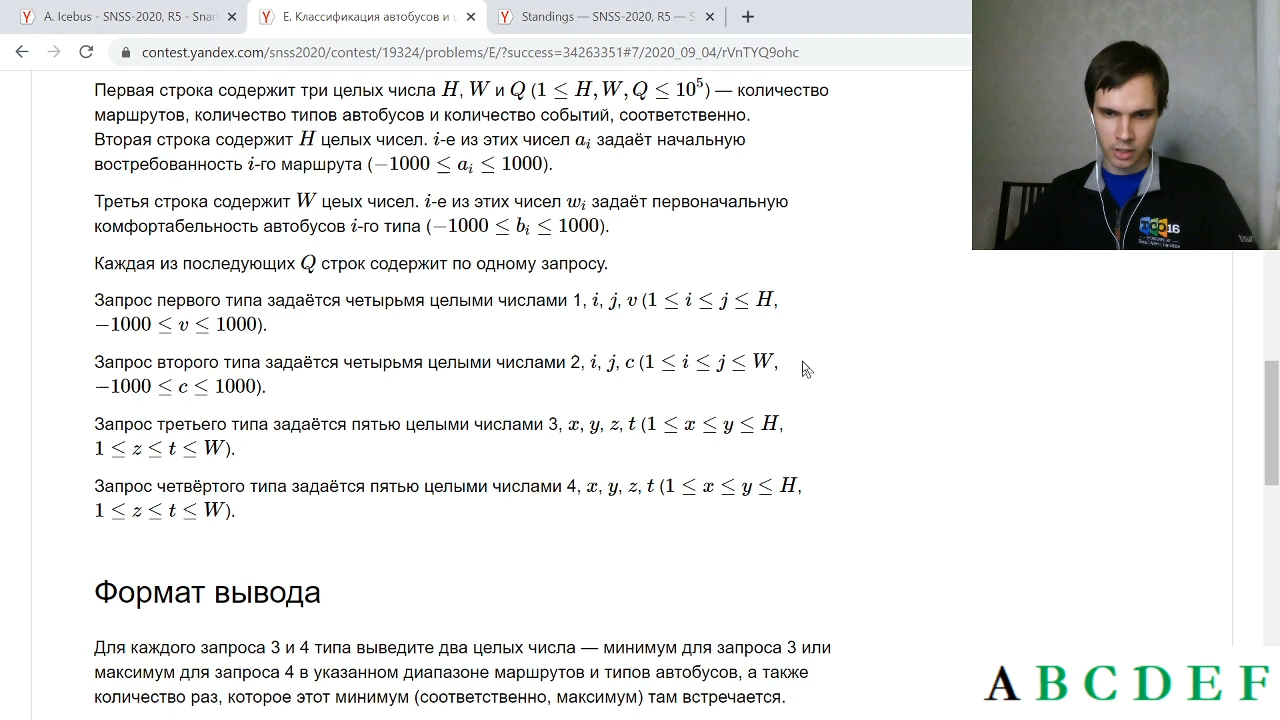 A. Icebus - SNSS-2020, R5 - Snar
E. Классификация автобусов и ц
Standings — SNSS-2020, R5 — S
contest.yandex.com/snss2020/contest/19324/problems/E/?success=34263351#7/2020_09_04/rVnTYQ9ohc
Первая строка содержит три целых числа H, W и Q (1 ≤ H, W, Q ≤ 10⁵) — количество
маршрутов, количество типов автобусов и количество событий, соответственно.
Вторая строка содержит H целых чисел. i-е из этих чисел aᵢ задаёт начальную
востребованность i-го маршрута (−1000 ≤ aᵢ ≤ 1000).
Третья строка содержит W цеых чисел. i-е из этих чисел wᵢ задаёт первоначальную
комфортабельность автобусов i-го типа (−1000 ≤ bᵢ ≤ 1000).
Каждая из последующих Q строк содержит по одному запросу.
Запрос первого типа задаётся четырьмя целыми числами 1, i, j, v (1 ≤ i ≤ j ≤ H,
−1000 ≤ v ≤ 1000).
Запрос второго типа задаётся четырьмя целыми числами 2, i, j, c (1 ≤ i ≤ j ≤ W,
−1000 ≤ c ≤ 1000).
Запрос третьего типа задаётся пятью целыми числами 3, x, y, z, t (1 ≤ x ≤ y ≤ H,
1 ≤ z ≤ t ≤ W).
Запрос четвёртого типа задаётся пятью целыми числами 4, x, y, z, t (1 ≤ x ≤ y ≤ H,
1 ≤ z ≤ t ≤ W).
Формат вывода
Для каждого запроса 3 и 4 типа выведите два целых числа — минимум для запроса 3 или
максимум для запроса 4 в указанном диапазоне маршрутов и типов автобусов, а также
количество раз, которое этот минимум (соответственно, максимум) там встречается.
TCO16
A B C D E F